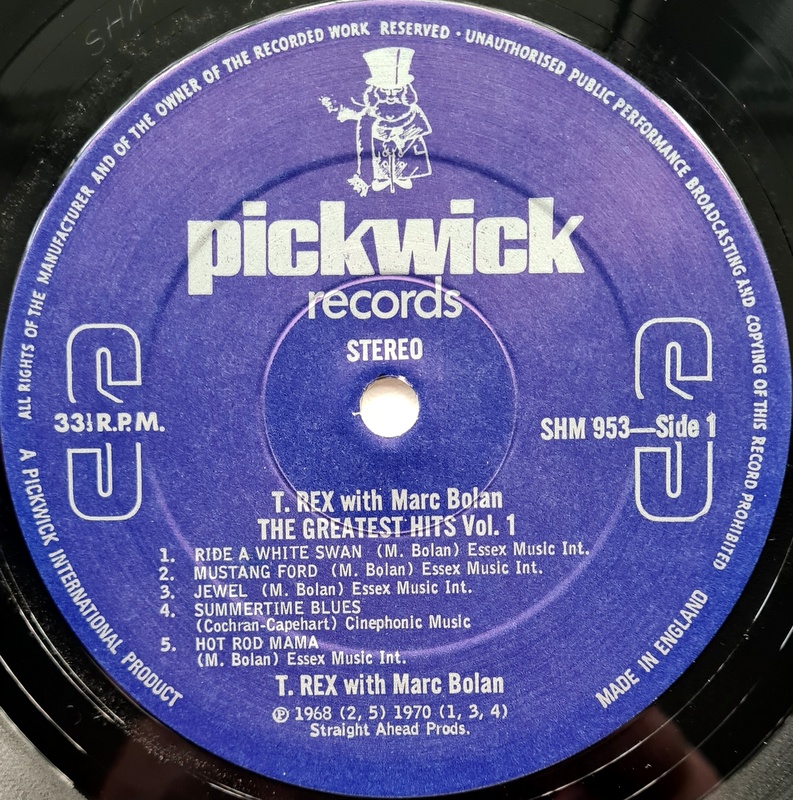 ALL RIGHTS OF THE MANUFACTURER AND OF THE OWNER OF THE RECORDED WORK RESERVED · UNAUTHORISED PUBLIC PERFORMANCE BROADCASTING AND COPYING OF THIS RECORD PROHIBITED
pickwick
records
STEREO
33⅓ R.P.M.
SHM 953—Side 1
T. REX with Marc Bolan
THE GREATEST HITS Vol. 1
1. RIDE A WHITE SWAN (M. Bolan) Essex Music Int.
2. MUSTANG FORD (M. Bolan) Essex Music Int.
3. JEWEL (M. Bolan) Essex Music Int.
4. SUMMERTIME BLUES
(Cochran-Capehart) Cinephonic Music
5. HOT ROD MAMA
(M. Bolan) Essex Music Int.
T. REX with Marc Bolan
℗ 1968 (2, 5) 1970 (1, 3, 4)
Straight Ahead Prods.
A PICKWICK INTERNATIONAL PRODUCT
MADE IN ENGLAND